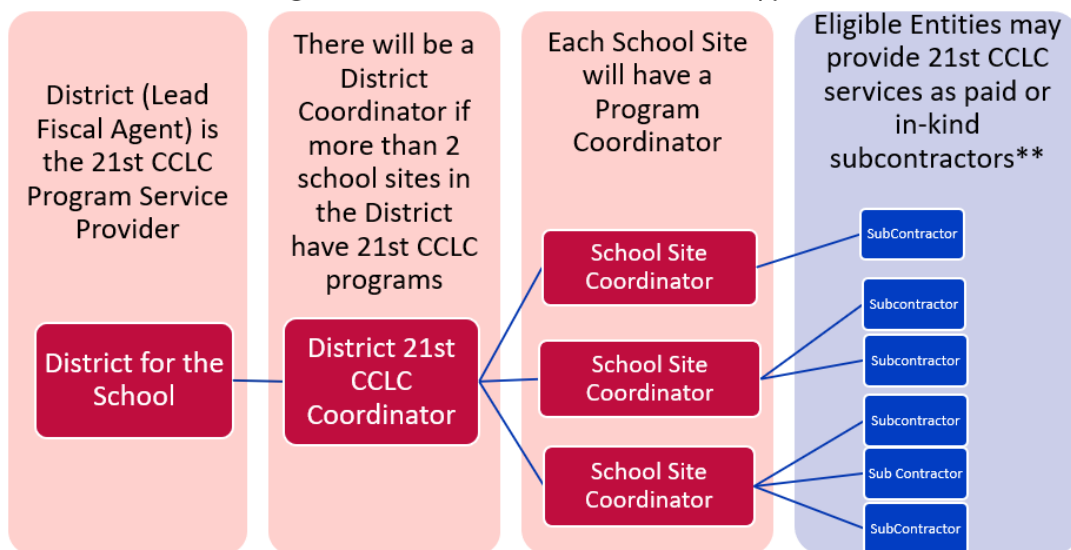 District (Lead
Fiscal Agent) is
the 21st CCLC
Program Service
Provider
District for the
School
There will be a
District
Coordinator if
more than 2
school sites in
the District
have 21st CCLC
programs
District 21st
CCLC
Coordinator
Each School Site
will have a
Program
Coordinator
School Site
Coordinator
School Site
Coordinator
School Site
Coordinator
Eligible Entities may
provide 21st CCLC
services as paid or
in-kind
subcontractors**
SubContractor
Subcontractor
Subcontractor
Subcontractor
Sub Contractor
SubContractor